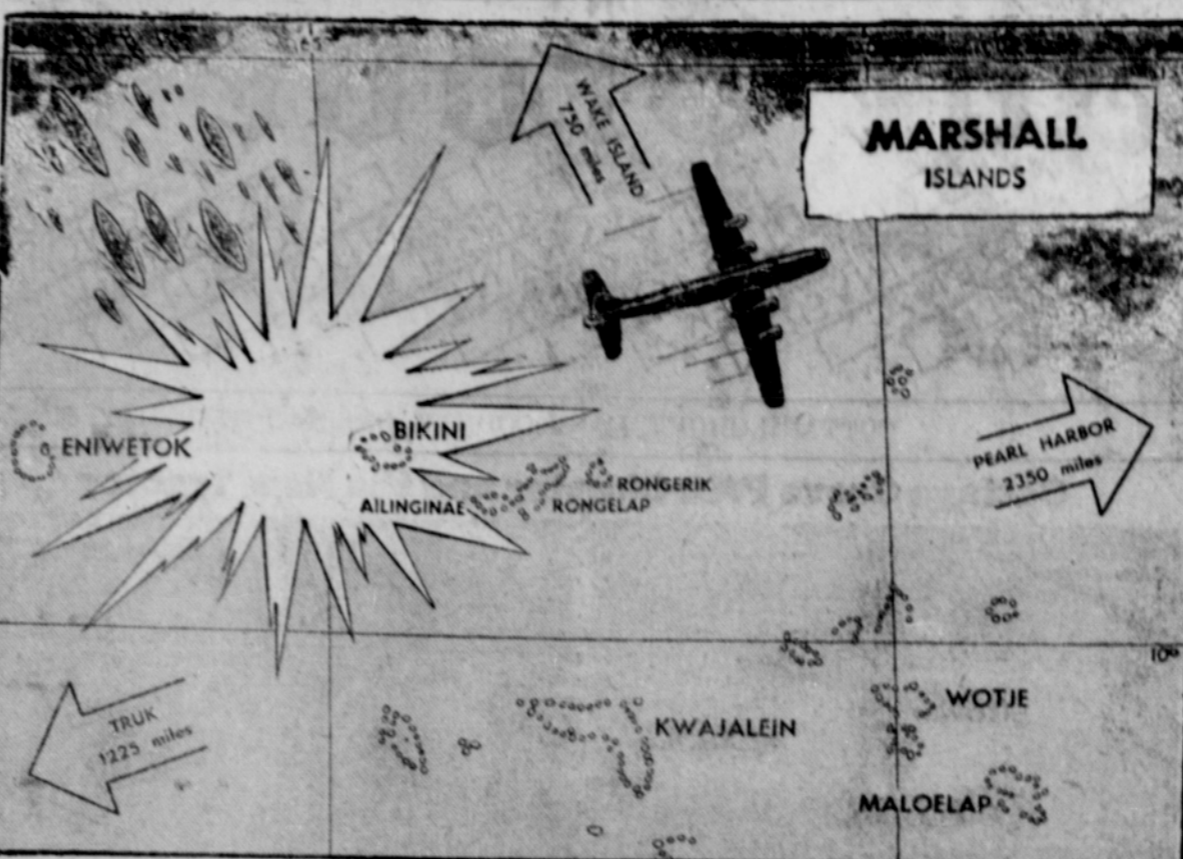 WAKE ISLAND
750 miles
MARSHALL
ISLANDS
ENIWETOK
BIKINI
PEARL HARBOR
2350 miles
RONGERIK
AILINGINAE
RONGELAP
10°
TRUK
1225 miles
KWAJALEIN
WOTJE
MALOELAP